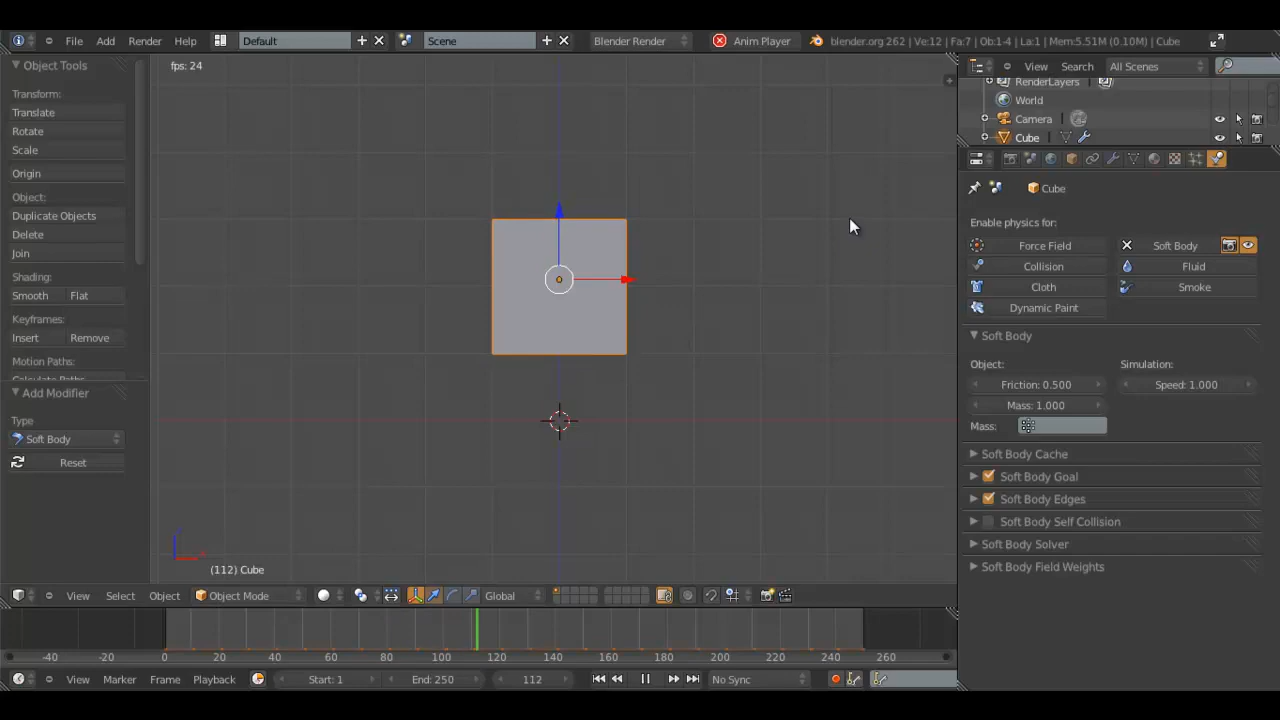 File Add Render Help Default Scene Blender Render Anim Player blender.org 262 | Ve:12 | Fa:7 | Ob:1-4 | La:1 | Mem:5.51M (0.10M) | Cube
Object Tools
Transform:
Translate
Rotate
Scale
Origin
Object:
Duplicate Objects
Delete
Join
Shading:
Smooth Flat
Keyframes:
Insert Remove
Motion Paths:
Calculate Paths
Add Modifier
Type
Soft Body
Reset
fps: 24
(112) Cube
View Select Object Object Mode Global
-40 -20 0 20 40 60 80 100 120 140 160 180 200 220 240 260
View Marker Frame Playback Start: 1 End: 250 112 No Sync
View Search All Scenes
RenderLayers
World
Camera
Cube
Cube
Enable physics for:
Force Field Soft Body
Collision Fluid
Cloth Smoke
Dynamic Paint
Soft Body
Object: Simulation:
Friction: 0.500 Speed: 1.000
Mass: 1.000
Mass:
Soft Body Cache
Soft Body Goal
Soft Body Edges
Soft Body Self Collision
Soft Body Solver
Soft Body Field Weights